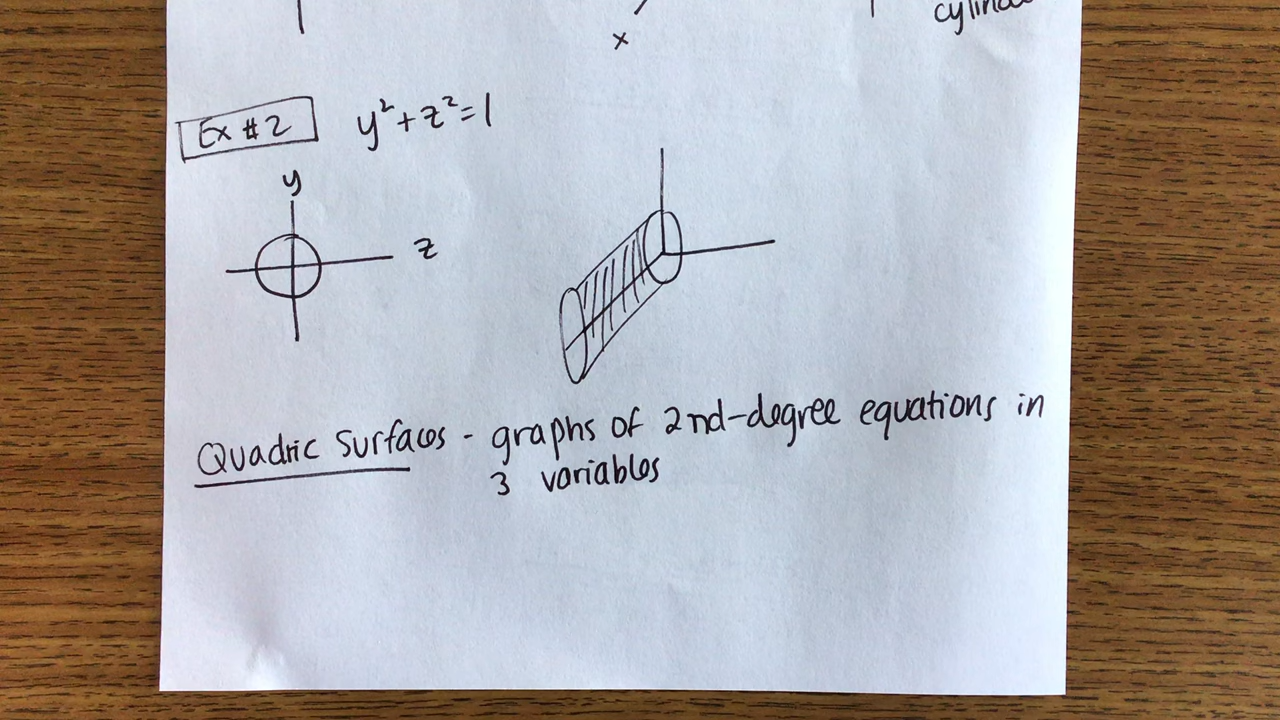 x
Ex #2 y²+z²=1
y
z
Quadric Surfaces - graphs of 2nd-degree equations in
3 variables